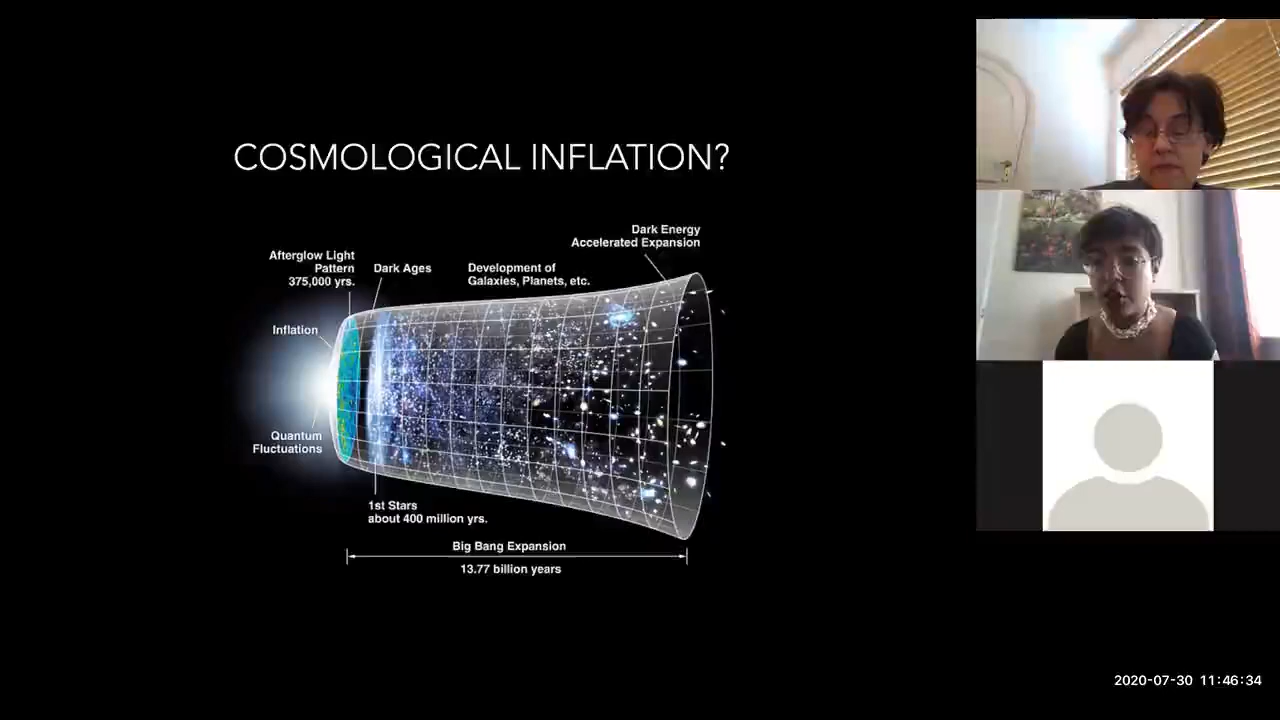 COSMOLOGICAL INFLATION?
Dark Energy
Accelerated Expansion
Afterglow Light
Pattern
375,000 yrs.
Dark Ages
Development of
Galaxies, Planets, etc.
Inflation
Quantum
Fluctuations
1st Stars
about 400 million yrs.
Big Bang Expansion
13.77 billion years
2020-07-30 11:46:34